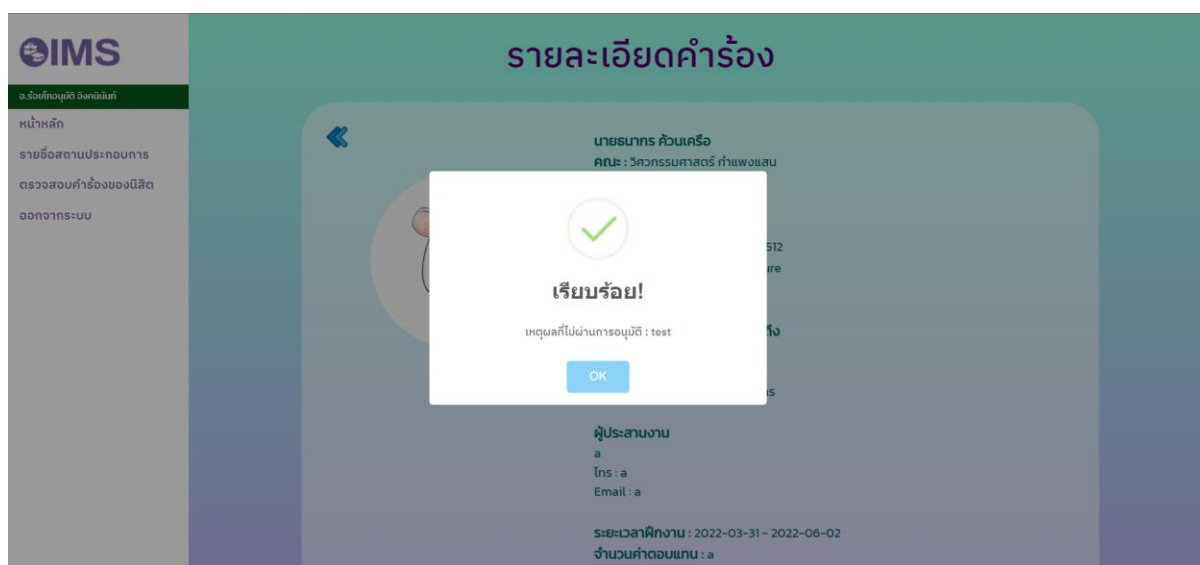 OIMS
รายละเอียดคำร้อง
อ.ร้อยโทอนุมัติ อิงคนินันท์
หน้าหลัก
รายชื่อสถานประกอบการ
ตรวจสอบคำร้องของนิสิต
ออกจากระบบ
นายธนากร ค้วนเครือ
คณะ : วิศวกรรมศาสตร์ กำแพงแสน
512
ure
เรียบร้อย!
เหตุผลที่ไม่ผ่านการอนุมัติ : test
ถึง
OK
าร
ผู้ประสานงาน
a
โทร : a
Email : a
ระยะเวลาฝึกงาน : 2022-03-31 - 2022-06-02
จำนวนค่าตอบแทน : a